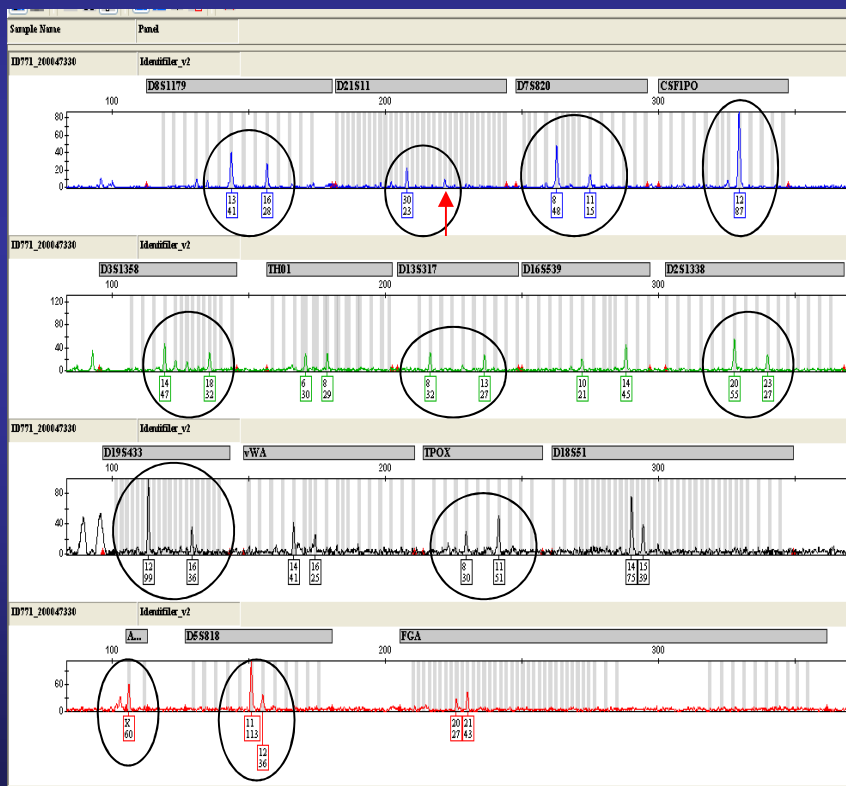 Sample Name Panel
ID771_200047330 Identifiler_v2
D8S1179 D21S11 D7S820 CSF1PO
100 200 300
80
60
40
20
0
13 16 30 8 11 12
41 28 23 48 15 87
ID771_200047330 Identifiler_v2
D3S1358 TH01 D13S317 D16S539 D2S1338
100 200 300
120
80
40
0
14 18 6 8 8 13 10 14 20 23
47 32 30 29 32 27 21 45 55 27
ID771_200047330 Identifiler_v2
D19S433 vWA TPOX D18S51
100 200 300
80
40
0
12 16 14 16 8 11 14 15
99 36 41 25 30 51 75 39
ID771_200047330 Identifiler_v2
A... D5S818 FGA
100 200 300
60
0
X 11 20 21
60 113 27 43
12
36